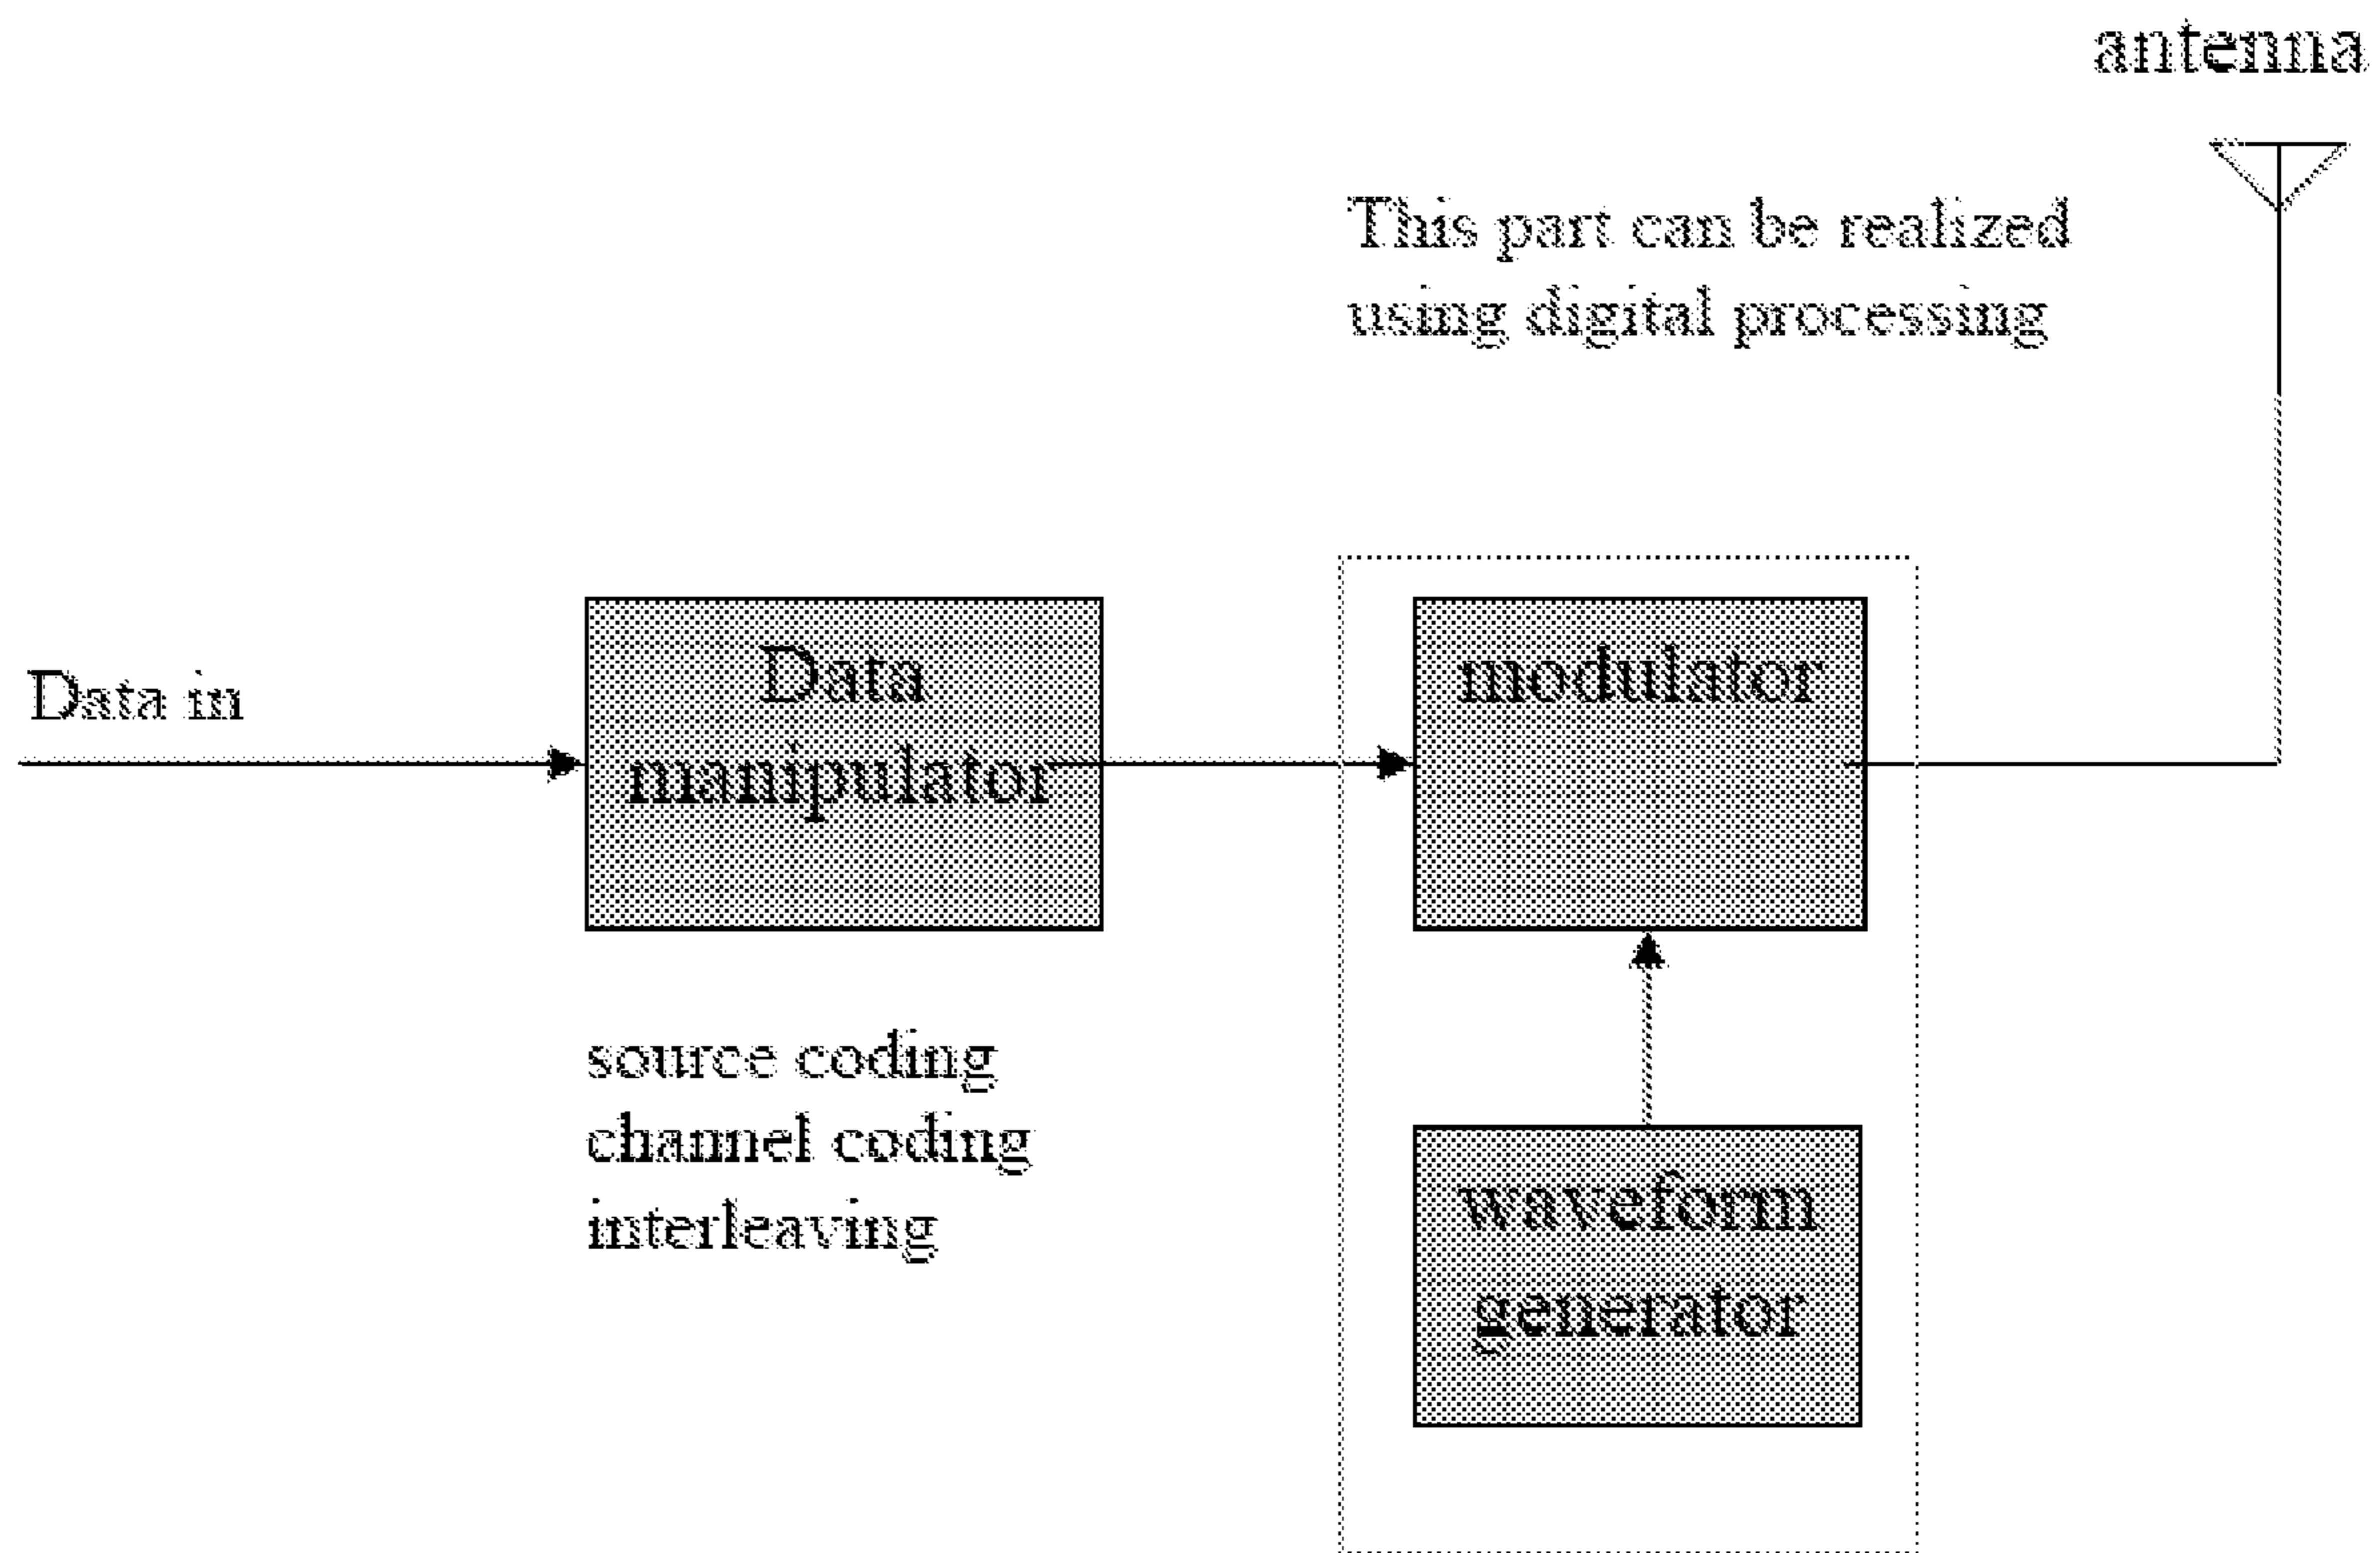 antenna
This part can be realized
using digital processing
Data in
Data
manipulator
modulator
source coding
channel coding
interleaving
waveform
generator